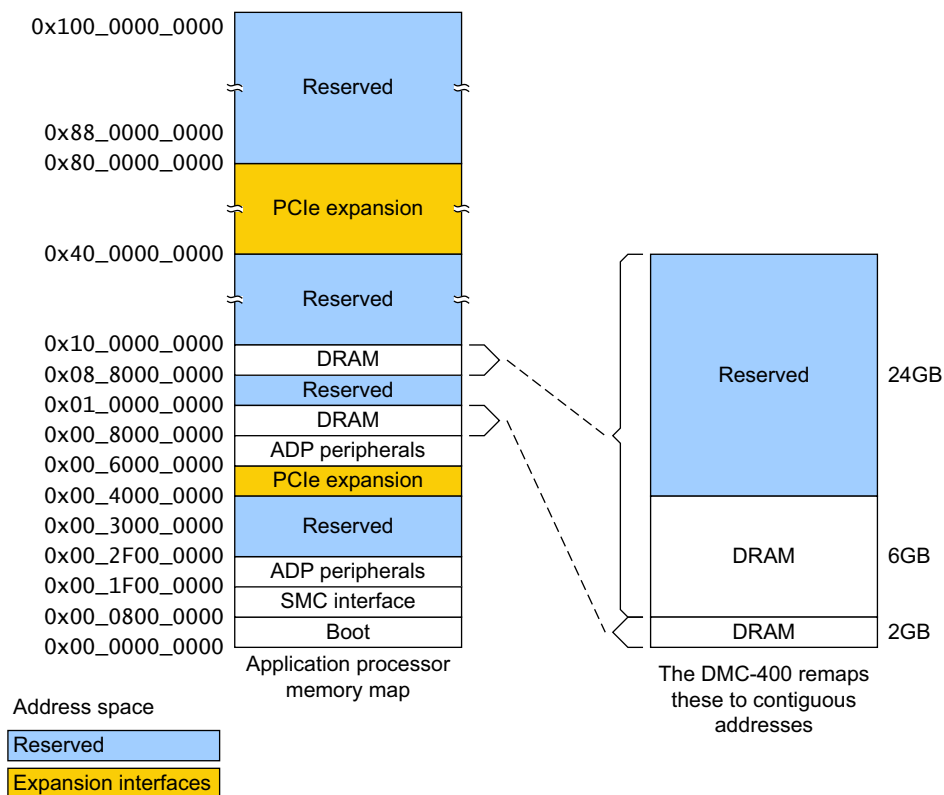 0x100_0000_0000
Reserved
0x88_0000_0000
0x80_0000_0000
PCIe expansion
0x40_0000_0000
Reserved
0x10_0000_0000
DRAM
0x08_8000_0000
Reserved
0x01_0000_0000
DRAM
0x00_8000_0000
ADP peripherals
0x00_6000_0000
PCIe expansion
0x00_4000_0000
Reserved
0x00_3000_0000
0x00_2F00_0000
ADP peripherals
0x00_1F00_0000
SMC interface
0x00_0800_0000
Boot
0x00_0000_0000
Application processor
memory map
Reserved
24GB
DRAM
6GB
DRAM
2GB
The DMC-400 remaps
these to contiguous
addresses
Address space
Reserved
Expansion interfaces